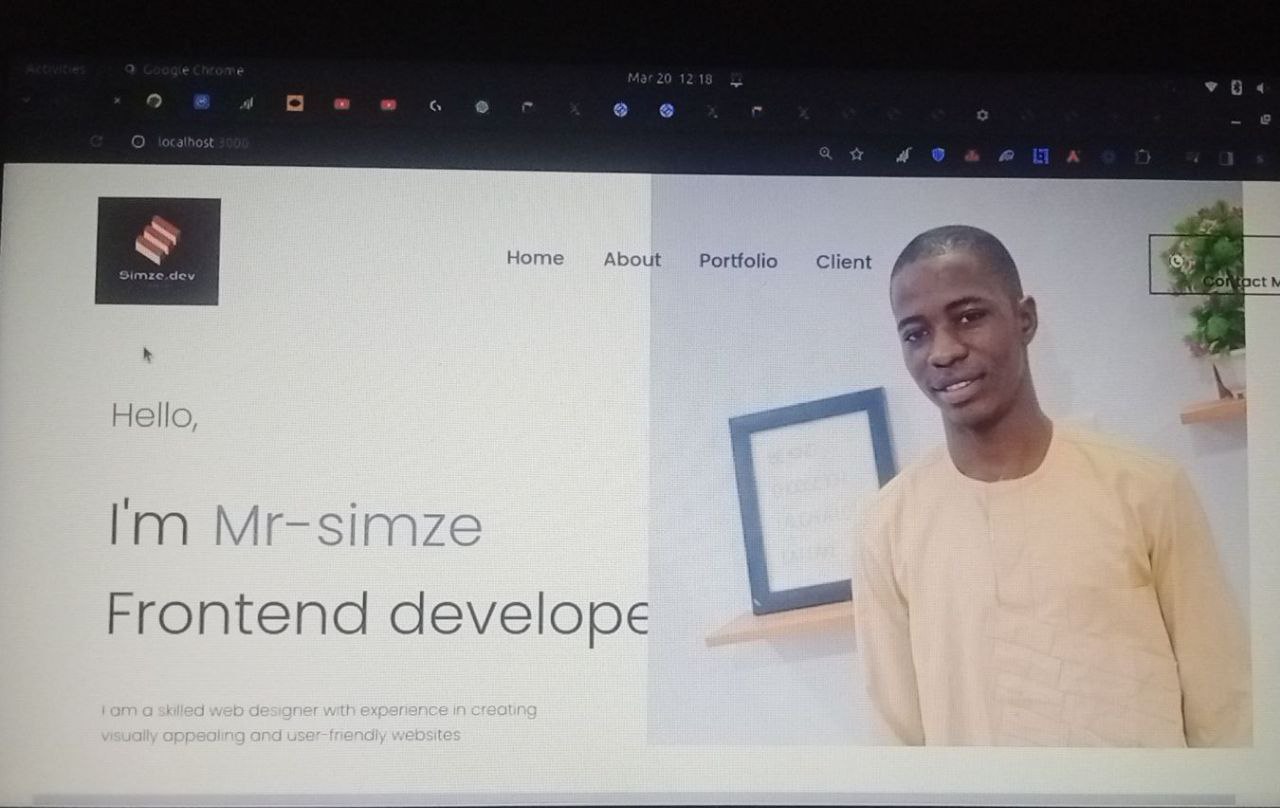 Activities
Google Chrome
Mar 20 12:18
localhost:3000
Simze.dev
Home
About
Portfolio
Client
Contact M
Hello,
I'm Mr-simze
Frontend develope
I am a skilled web designer with experience in creating
visually appealing and user-friendly websites